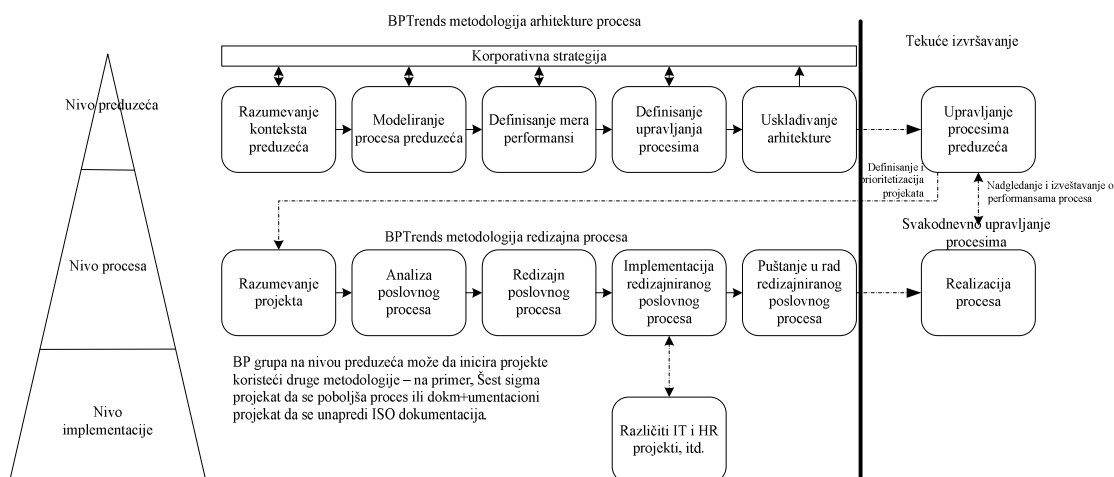 BPTrends metodologija arhitekture procesa
Tekuće izvršavanje
Korporativna strategija
Nivo preduzeća
Razumevanje
konteksta
preduzeća
Modeliranje
procesa preduzeća
Definisanje mera
performansi
Definisanje
upravljanja
procesima
Usklađivanje
arhitekture
Upravljanje
procesima
preduzeća
Definisanje i
prioritetizacija
projekata
Nadgledanje i izveštavanje o
performansama procesa
Svakodnevno upravljanje
procesima
BPTrends metodologija redizajna procesa
Nivo procesa
Razumevanje
projekta
Analiza
poslovnog
procesa
Redizajn
poslovnog
procesa
Implementacija
redizajniranog
poslovnog
procesa
Puštanje u rad
redizajniranog
poslovnog
procesa
Realizacija
procesa
BP grupa na nivou preduzeća može da inicira projekte
koristeći druge metodologije – na primer, Šest sigma
projekat da se poboljša proces ili dokm+umentacioni
projekat da se unapredi ISO dokumentacija.
Nivo
implementacije
Različiti IT i HR
projekti, itd.